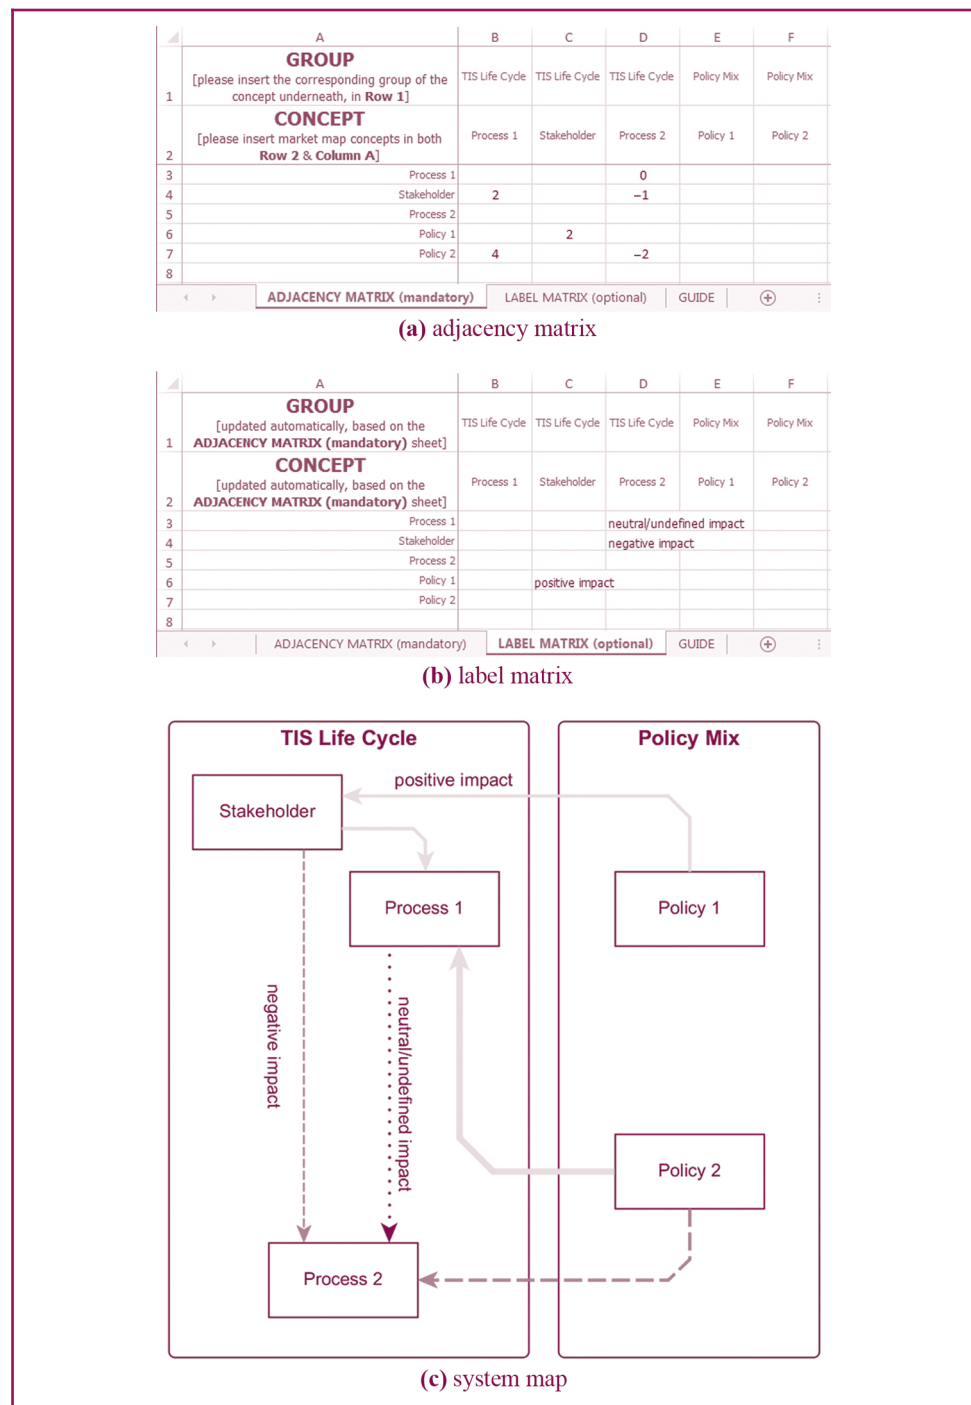 A B C D E F
GROUP
[please insert the corresponding group of the
concept underneath, in Row 1]
1 TIS Life Cycle TIS Life Cycle TIS Life Cycle Policy Mix Policy Mix
CONCEPT
[please insert market map concepts in both
Row 2 & Column A]
2 Process 1 Stakeholder Process 2 Policy 1 Policy 2
3 Process 1 0
4 Stakeholder 2 −1
5 Process 2
6 Policy 1 2
7 Policy 2 4 −2
8
ADJACENCY MATRIX (mandatory) LABEL MATRIX (optional) GUIDE
(a) adjacency matrix
A B C D E F
GROUP
[updated automatically, based on the
ADJACENCY MATRIX (mandatory) sheet]
1 TIS Life Cycle TIS Life Cycle TIS Life Cycle Policy Mix Policy Mix
CONCEPT
[updated automatically, based on the
ADJACENCY MATRIX (mandatory) sheet]
2 Process 1 Stakeholder Process 2 Policy 1 Policy 2
3 Process 1 neutral/undefined impact
4 Stakeholder negative impact
5 Process 2
6 Policy 1 positive impact
7 Policy 2
8
ADJACENCY MATRIX (mandatory) LABEL MATRIX (optional) GUIDE
(b) label matrix
TIS Life Cycle
Policy Mix
positive impact
Stakeholder
Process 1
Policy 1
negative impact
neutral/undefined impact
Policy 2
Process 2
(c) system map